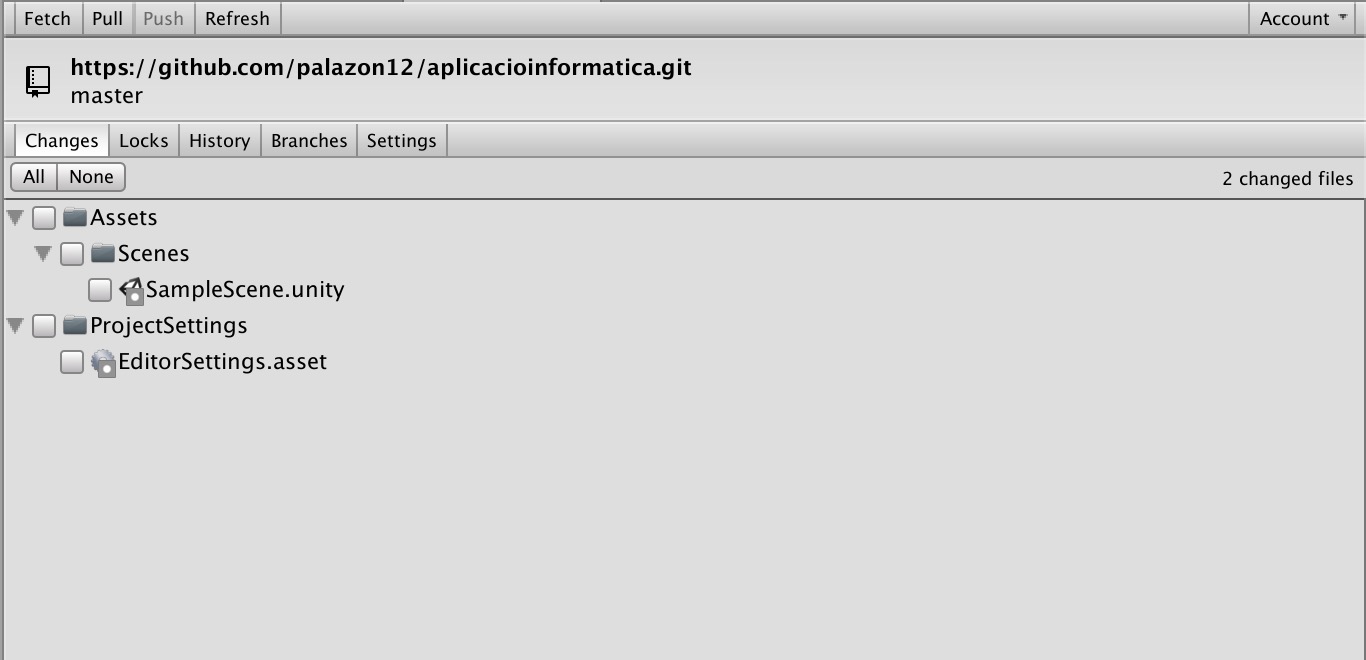 Fetch Pull Push Refresh Account
https://github.com/palazon12/aplicacioinformatica.git
master
Changes Locks History Branches Settings
All None 2 changed files
Assets
Scenes
SampleScene.unity
ProjectSettings
EditorSettings.asset